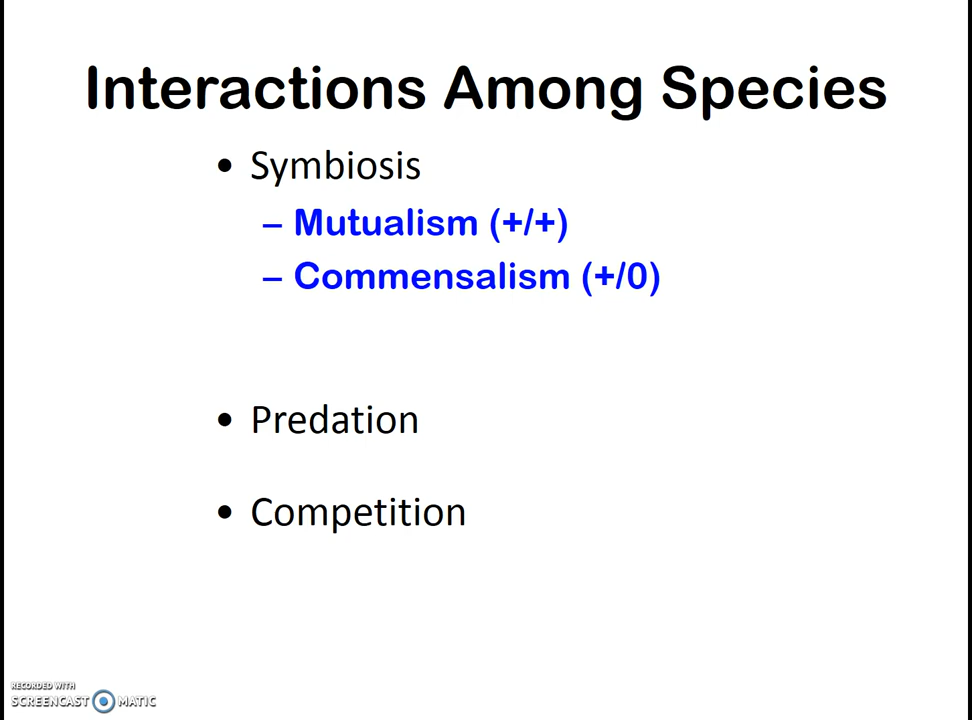 Interactions Among Species
• Symbiosis
– Mutualism (+/+)
– Commensalism (+/0)
• Predation
• Competition
RECORDED WITH
SCREENCAST MATIC